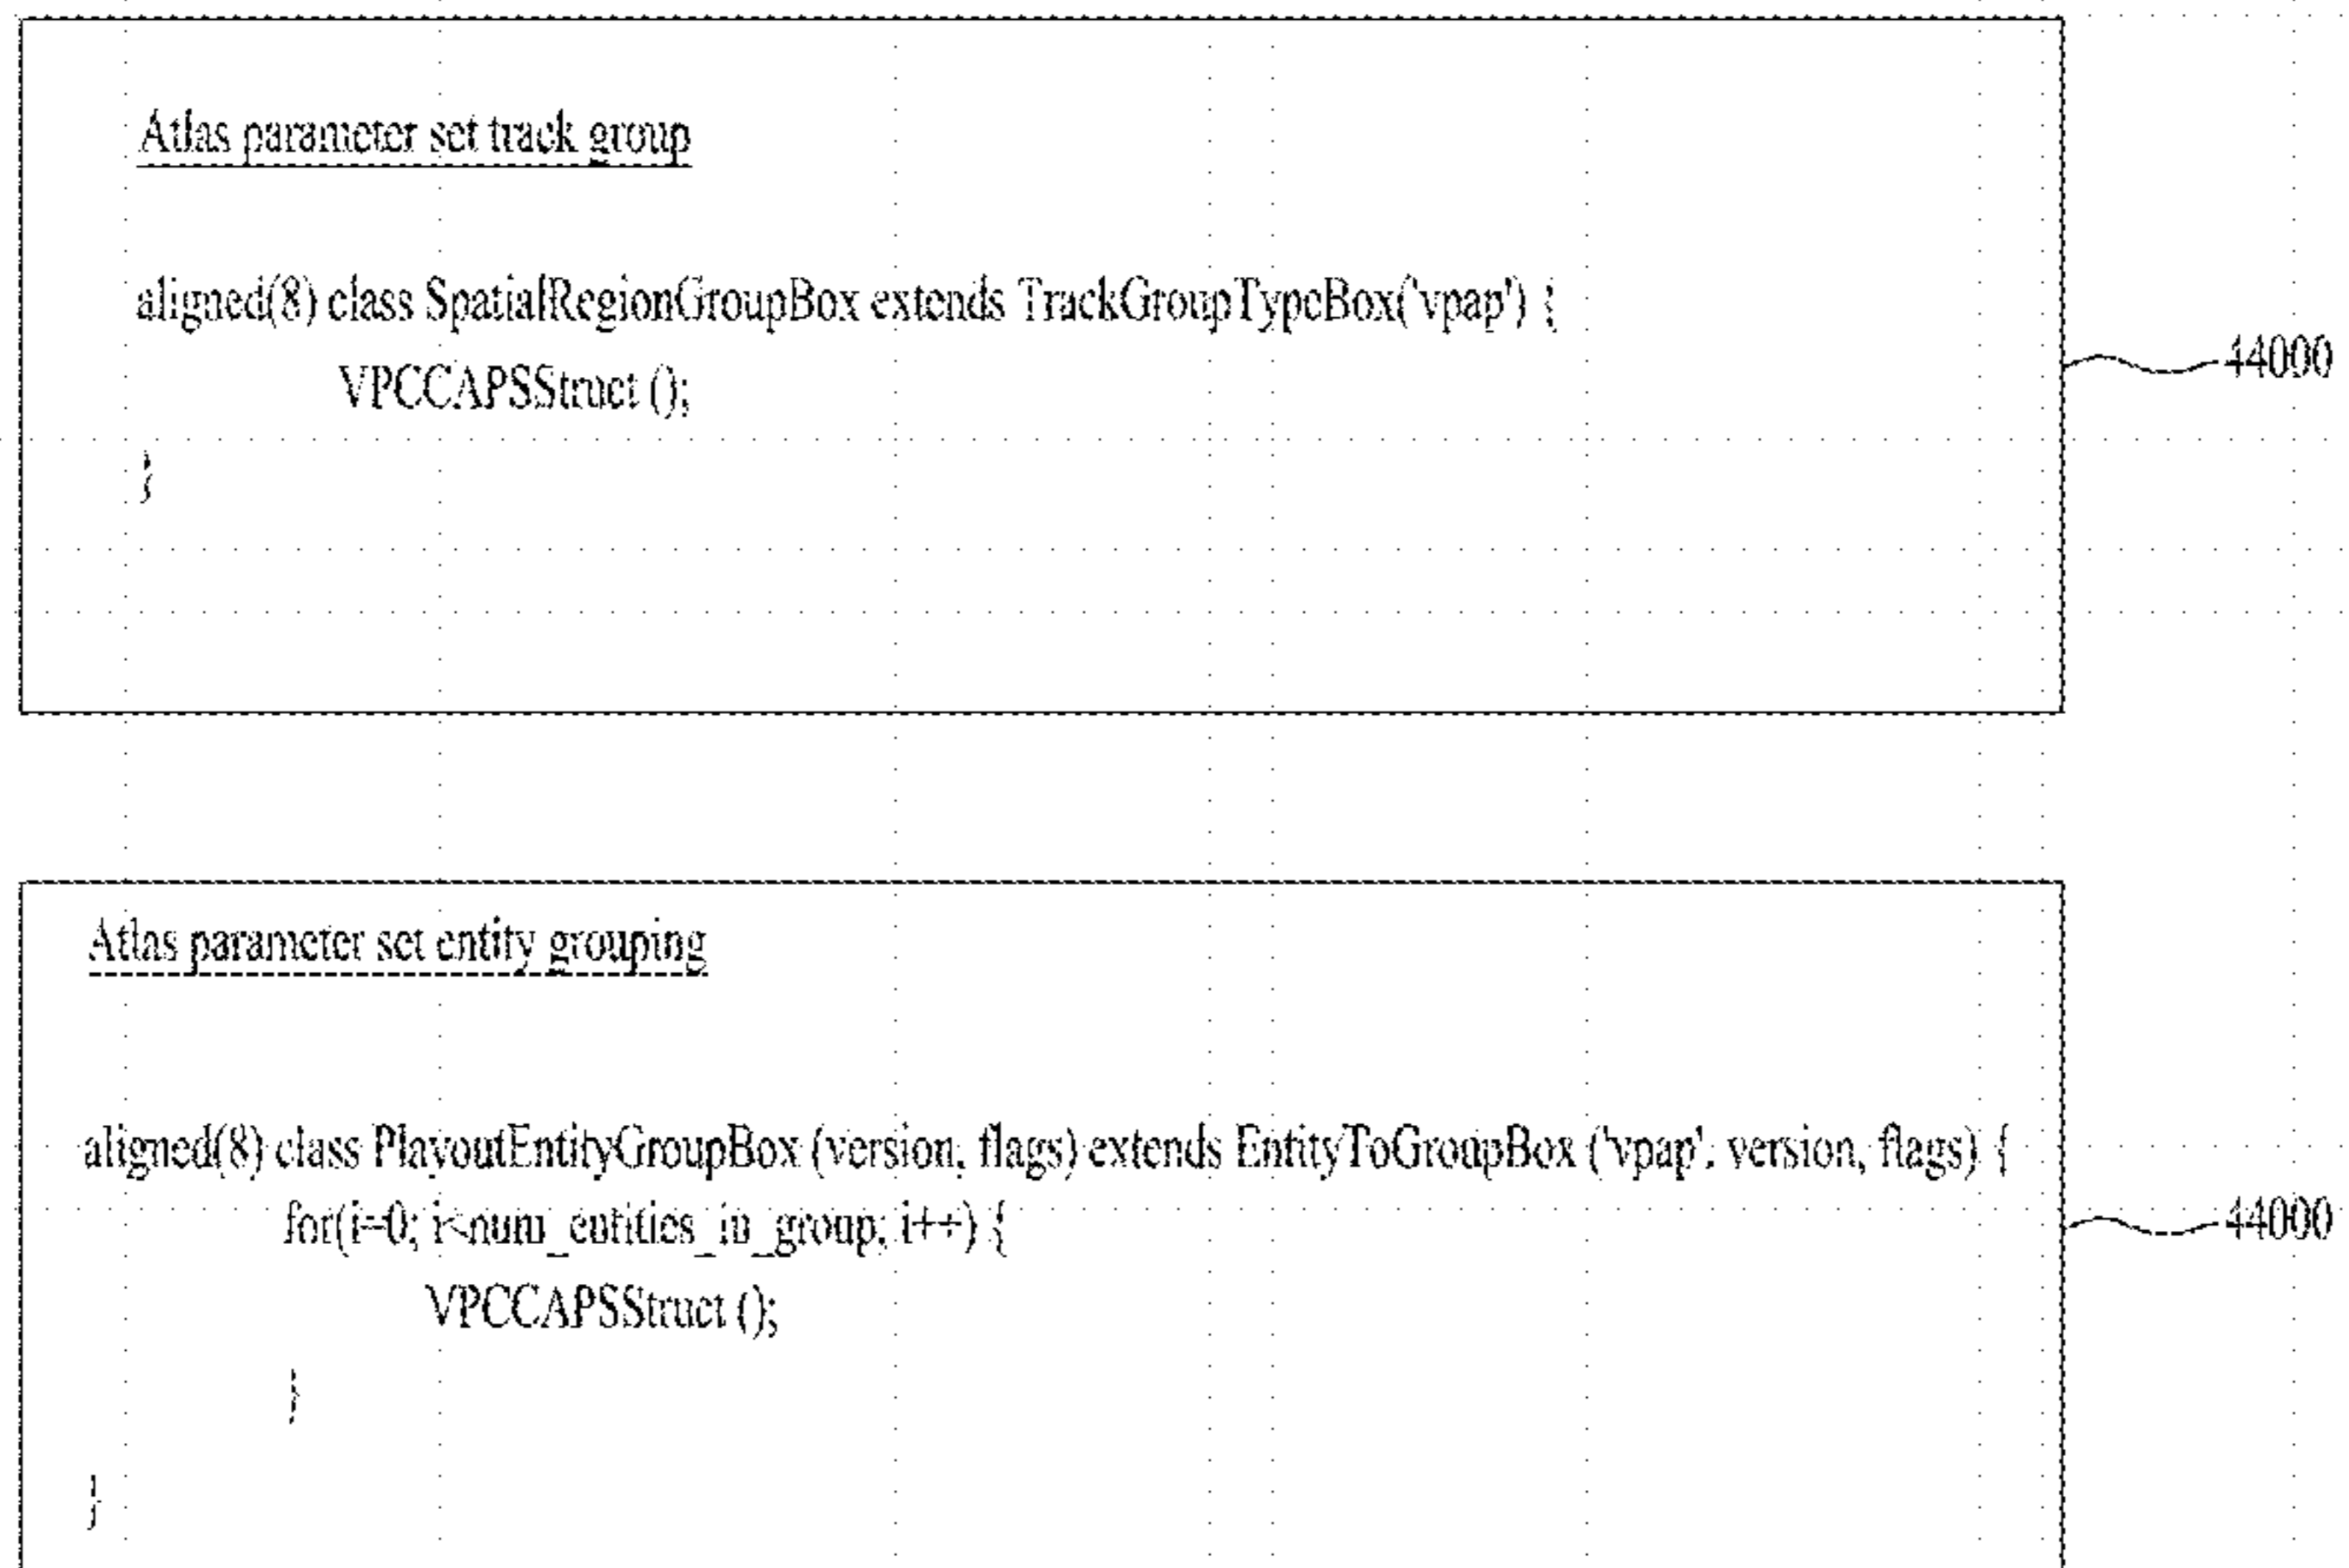 Atlas parameter set track group
aligned(8) class SpatialRegionGroupBox extends TrackGroupTypeBox('vpap') {
VPCCAPSStruct ();
44000
}
Atlas parameter set entity grouping
aligned(8) class PlayoutEntityGroupBox (version, flags) extends EntityToGroupBox ('vpap', version, flags) {
for(i=0; i<num_entities_in_group; i++) {
44000
VPCCAPSStruct ();
}
}